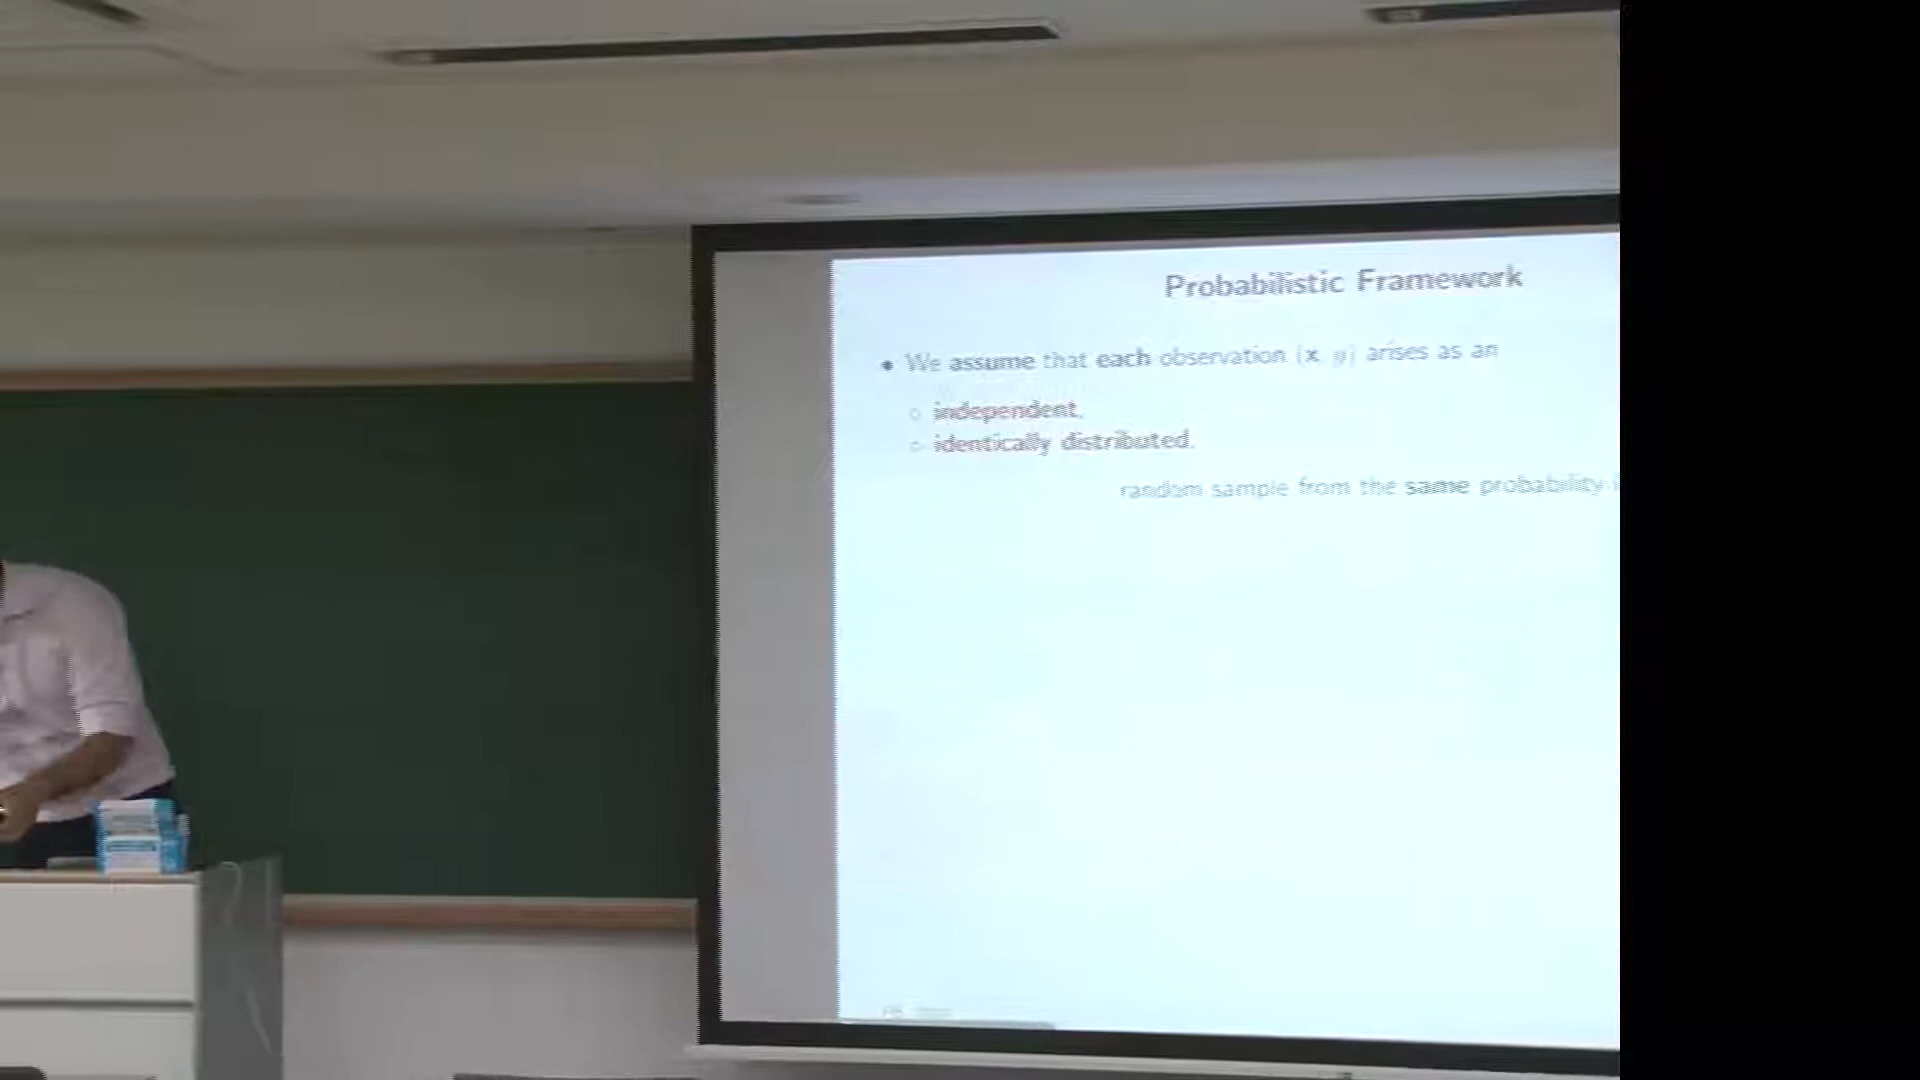 Probabilistic Framework
• We assume that each observation (x, y) arises as an
○ independent,
○ identically distributed,
random sample from the same probability